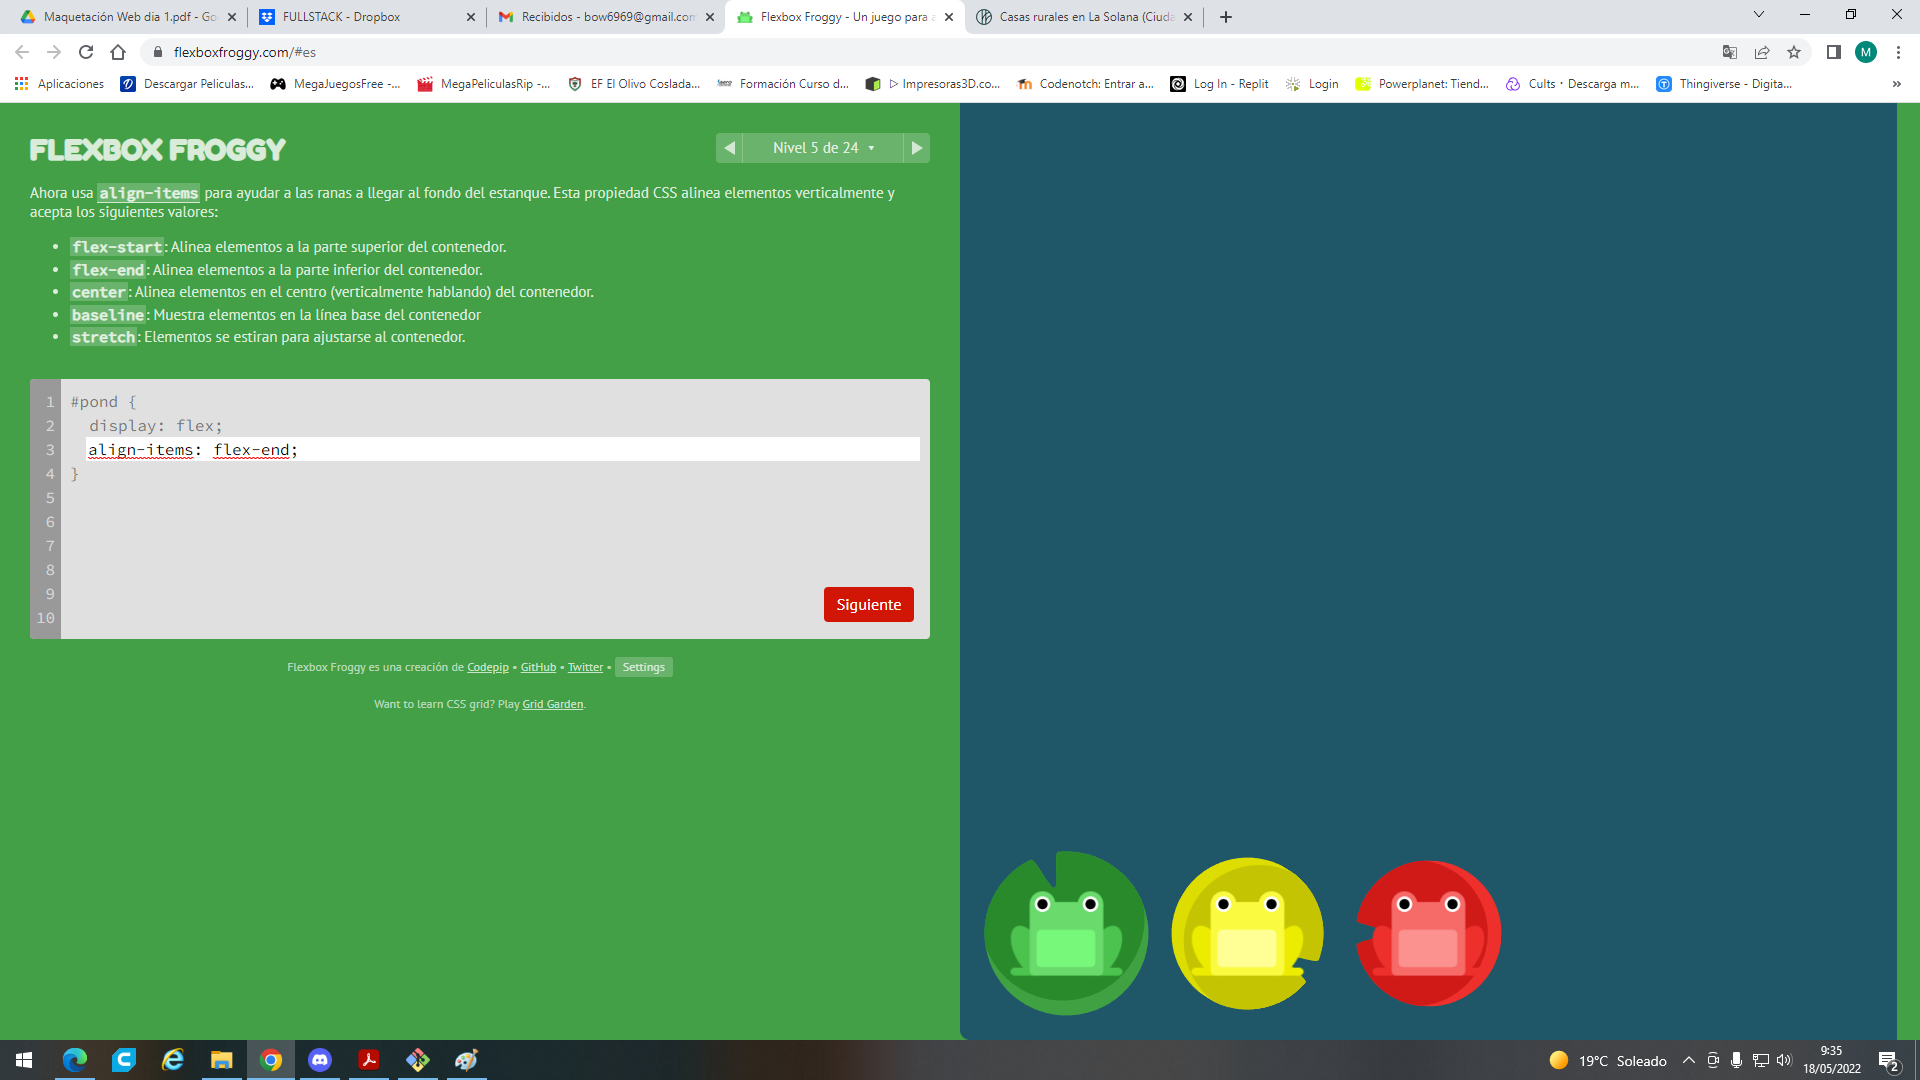 Maquetación Web dia 1.pdf - Go
FULLSTACK - Dropbox
Recibidos - bow6969@gmail.com
Flexbox Froggy - Un juego para a
Casas rurales en La Solana (Ciuda
flexboxfroggy.com/#es
M
Aplicaciones
Descargar Peliculas...
MegaJuegosFree -...
MegaPeliculasRip -...
EF El Olivo Coslada...
Formación Curso d...
▷ Impresoras3D.co...
Codenotch: Entrar a...
Log In - Replit
Login
Powerplanet: Tiend...
Cults・Descarga m...
Thingiverse - Digita...
»
FLEXBOX FROGGY
Nivel 5 de 24
Ahora usa align-items para ayudar a las ranas a llegar al fondo del estanque. Esta propiedad CSS alinea elementos verticalmente y
acepta los siguientes valores:
• flex-start: Alinea elementos a la parte superior del contenedor.
• flex-end: Alinea elementos a la parte inferior del contenedor.
• center: Alinea elementos en el centro (verticalmente hablando) del contenedor.
• baseline: Muestra elementos en la línea base del contenedor
• stretch: Elementos se estiran para ajustarse al contenedor.
1 #pond {
2 display: flex;
3 align-items: flex-end;
4 }
5
6
7
8
9
10
Siguiente
Flexbox Froggy es una creación de Codepip • GitHub • Twitter • Settings
Want to learn CSS grid? Play Grid Garden.
19°C Soleado
9:35
18/05/2022
2